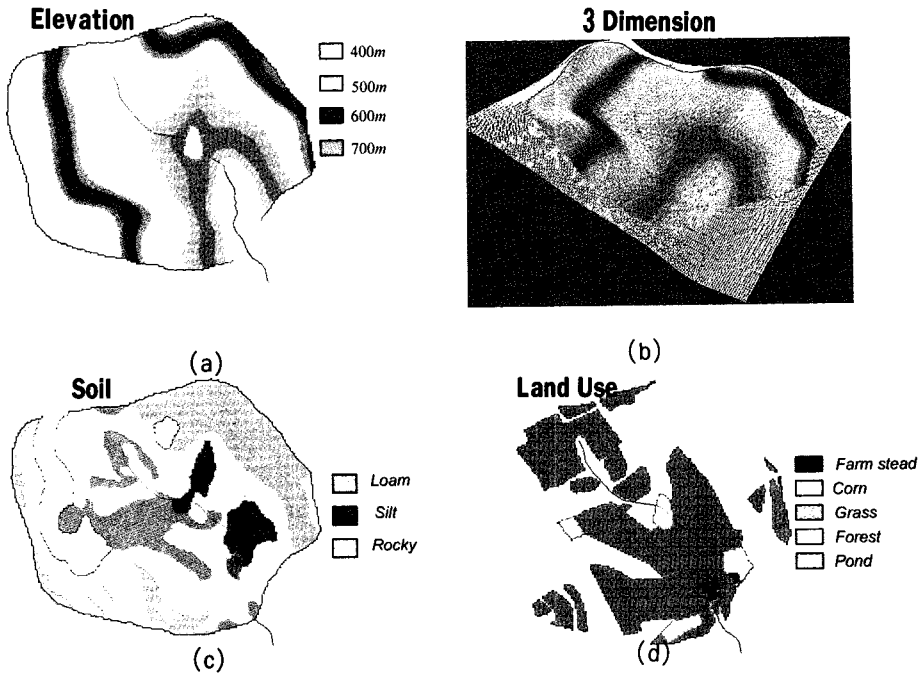 Elevation
400m
500m
600m
700m
(a)
3 Dimension
(b)
Soil
Loam
Silt
Rocky
(c)
Land Use
Farm stead
Corn
Grass
Forest
Pond
(d)